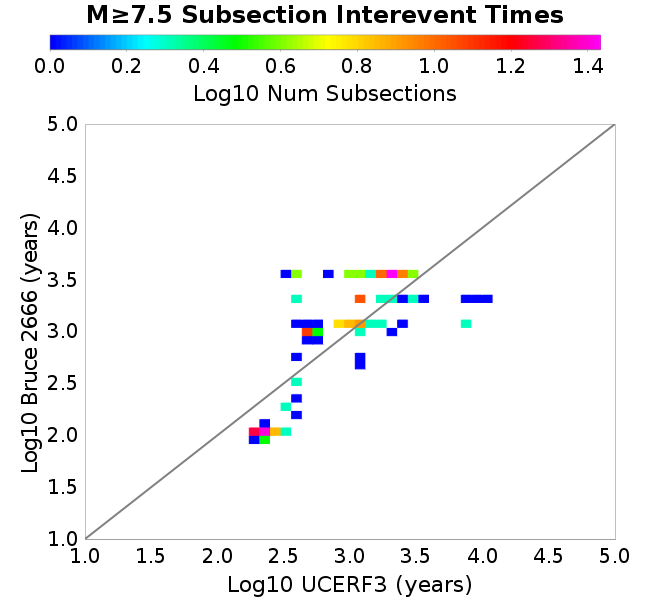 M≥7.5 Subsection Interevent Times
0.0 0.2 0.4 0.6 0.8 1.0 1.2 1.4
Log10 Num Subsections
Log10 Bruce 2666 (years)
5.0
4.5
4.0
3.5
3.0
2.5
2.0
1.5
1.0
1.0 1.5 2.0 2.5 3.0 3.5 4.0 4.5 5.0
Log10 UCERF3 (years)